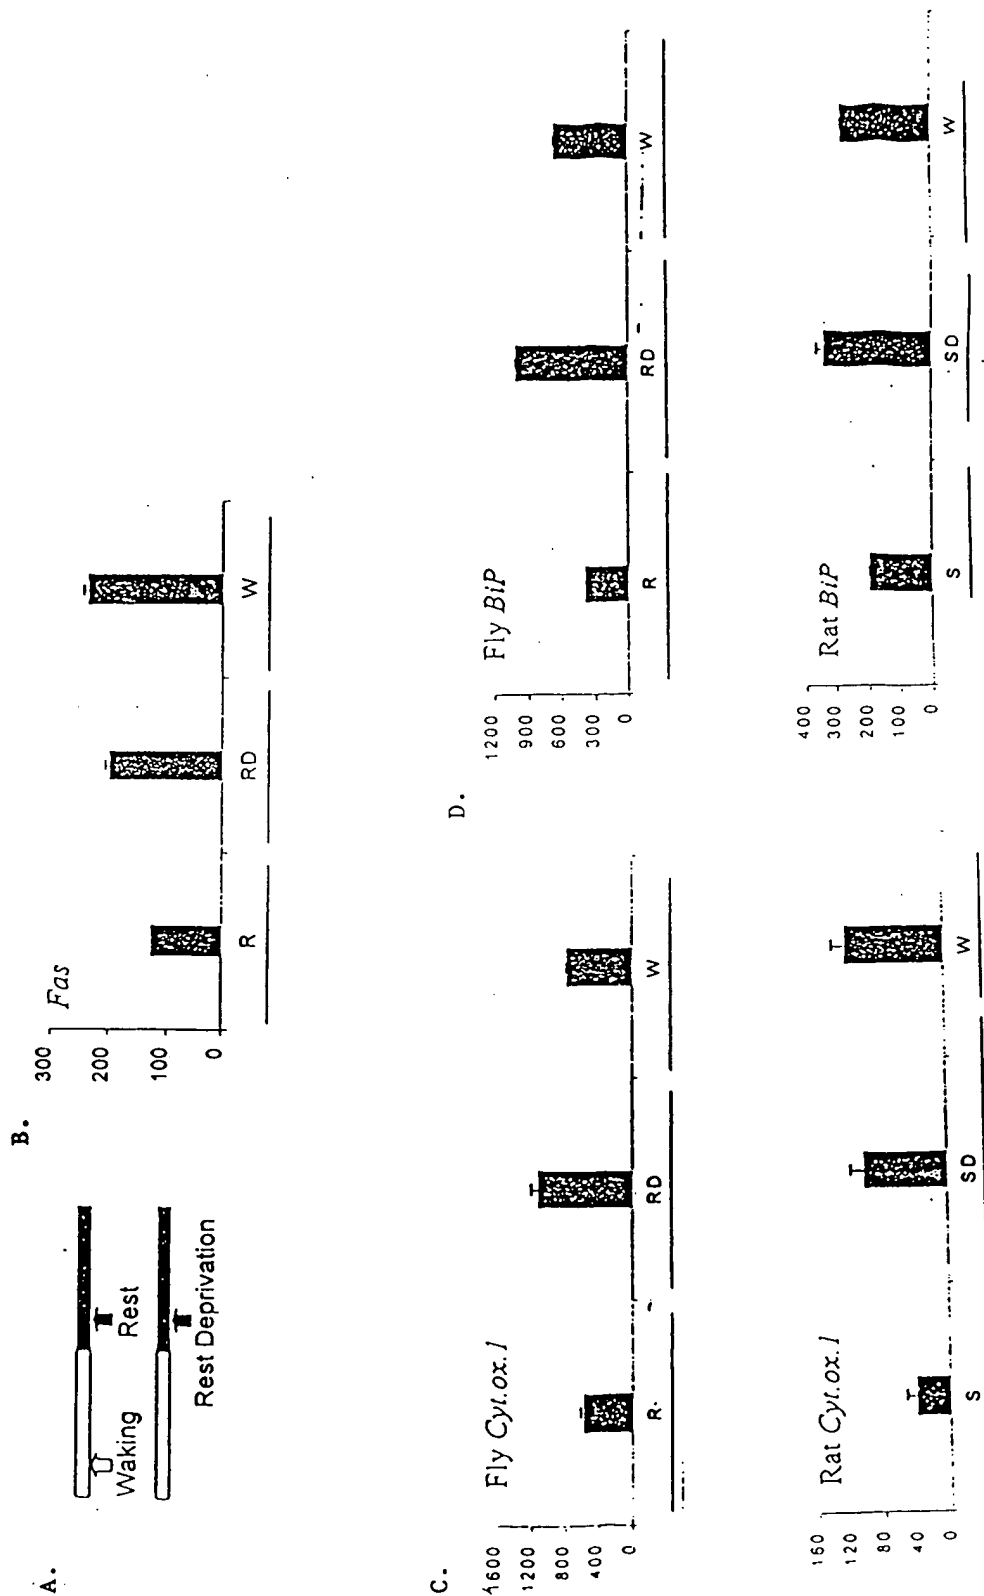 A.
Waking
Rest
Rest Deprivation
B.
Fas
300
200
100
0
R
RD
W
C.
Fly Cyt.ox.1
1600
1200
800
400
0
R
RD
W
Rat Cyt.ox.1
160
120
80
40
0
S
SD
W
D.
Fly BiP
1200
900
600
300
0
R
RD
W
Rat BiP
400
300
200
100
0
S
SD
W